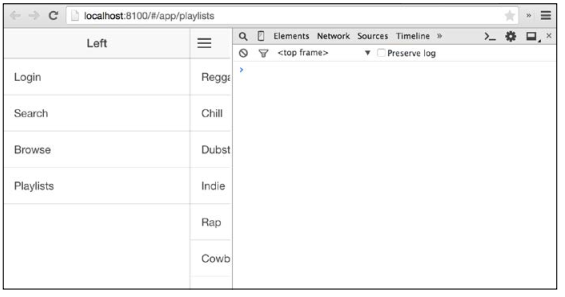 localhost:8100/#/app/playlists
Left
Login
Search
Browse
Playlists
Regga
Chill
Dubst
Indie
Rap
Cowb
Elements Network Sources Timeline »
<top frame> ▼ Preserve log